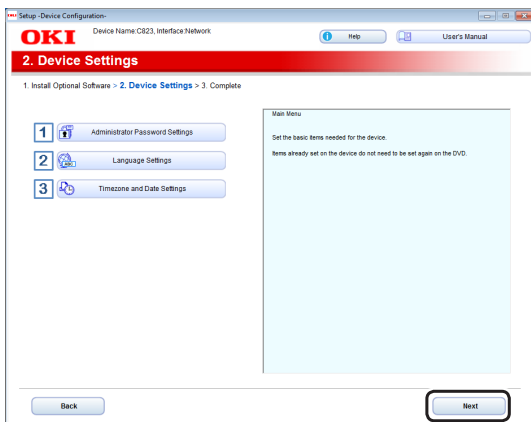 OKI Setup -Device Configuration-
OKI
Device Name:C823, Interface:Network
Help
User's Manual
2. Device Settings
1. Install Optional Software > 2. Device Settings > 3. Complete
1 Administrator Password Settings
2 Language Settings
3 Timezone and Date Settings
Main Menu
Set the basic items needed for the device.
Items already set on the device do not need to be set again on the DVD.
Back
Next